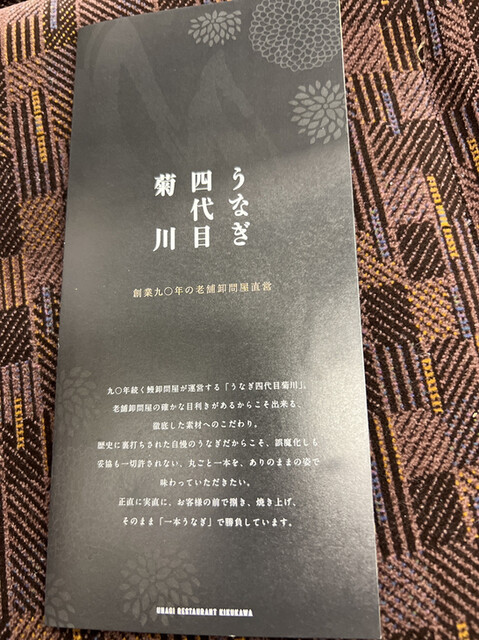 うなぎ
四代目
菊川
創業九〇年の老舗卸問屋直営
九〇年続く鰻卸問屋が運営する「うなぎ四代目菊川」。
老舗卸問屋の確かな目利きがあるからこそ出来る、
徹底した素材へのこだわり。
歴史に裏打ちされた自慢のうなぎだからこそ、誤魔化しも
妥協も一切許されない、丸ごと一本を、ありのままの姿で
味わっていただきたい。
正直に実直に、お客様の前で捌き、焼き上げ、
そのまま「一本うなぎ」で勝負しています。
UNAGI RESTAURANT KIKUKAWA